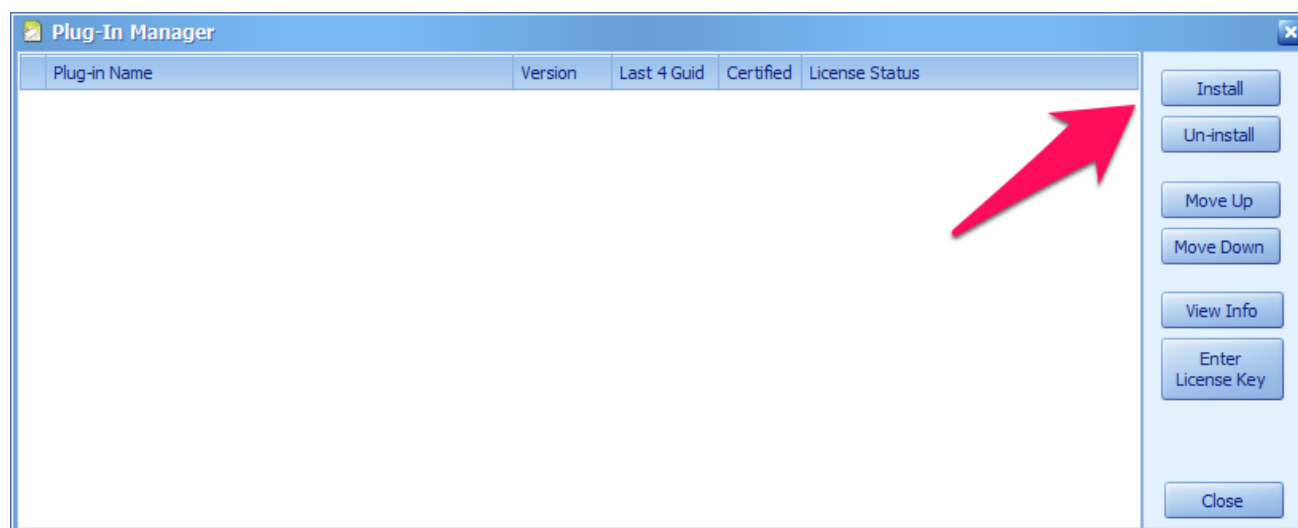 Plug-In Manager
Plug-in Name Version Last 4 Guid Certified License Status
Install
Un-install
Move Up
Move Down
View Info
Enter
License Key
Close